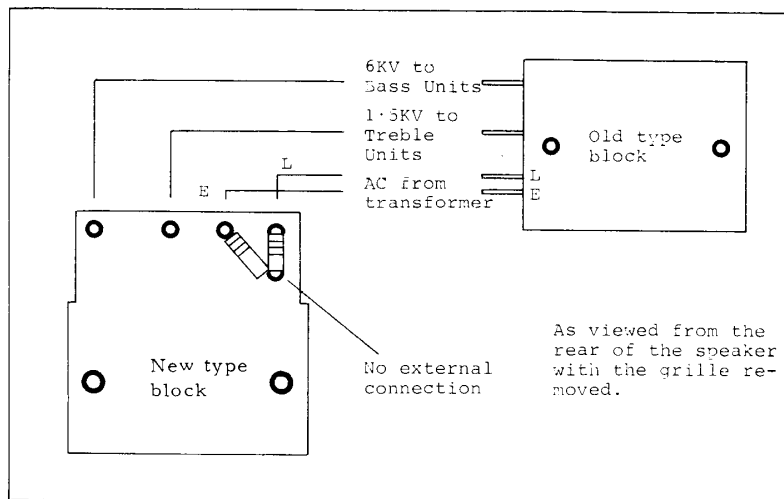 6KV to
Bass Units
1·5KV to
Treble
Units
L
E
AC from
transformer
Old type
block
L
E
New type
block
No external
connection
As viewed from the
rear of the speaker
with the grille re-
moved.